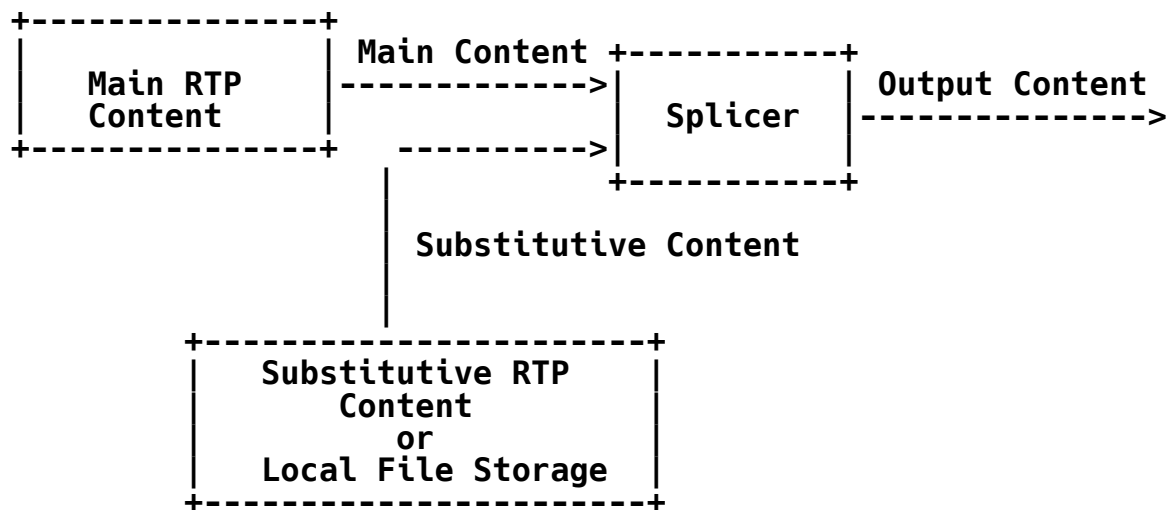 Main Content
Main RTP
Content
Splicer
Output Content
Substitutive Content
Substitutive RTP
Content
or
Local File Storage